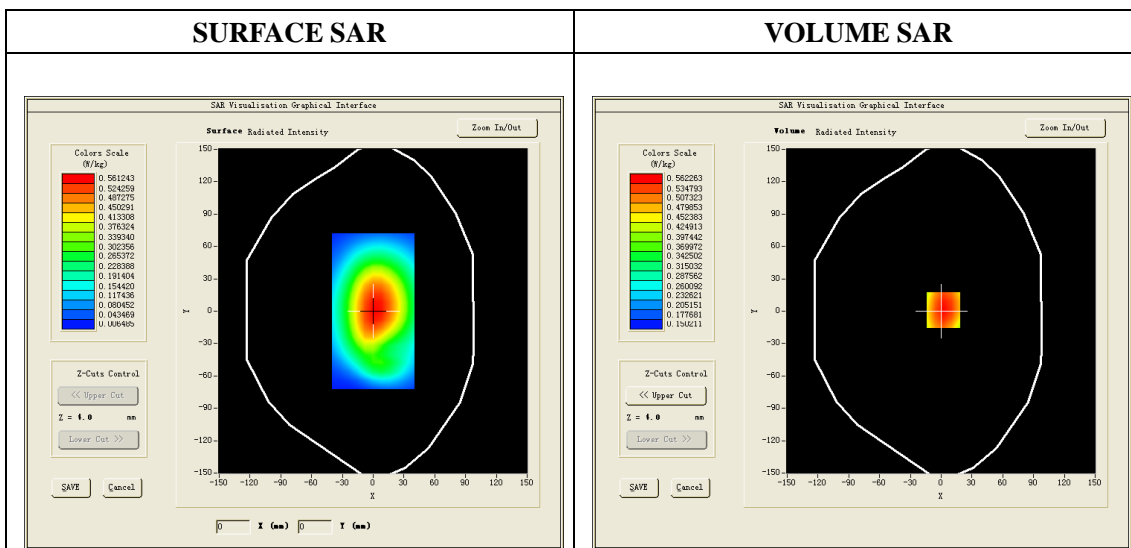 SURFACE SAR
VOLUME SAR
SAR Visualisation Graphical Interface
Surface Radiated Intensity
Zoom In/Out
Colors Scale
(W/kg)
0.561243
0.524259
0.487275
0.450291
0.413308
0.376324
0.339340
0.302356
0.265372
0.228388
0.191404
0.154420
0.117436
0.080452
0.043469
0.006485
150
120
90
60
30
0
-30
-60
-90
-120
-150
Y
-150 -120 -90 -60 -30 0 30 60 90 120 150
X
Z-Cuts Control
<< Upper Cut
Z = 4.0 mm
Lower Cut >>
SAVE
Cancel
0 X (mm) 0 Y (mm)
SAR Visualisation Graphical Interface
Volume Radiated Intensity
Zoom In/Out
Colors Scale
(W/kg)
0.562263
0.534793
0.507323
0.479853
0.452383
0.424913
0.397442
0.369972
0.342502
0.315032
0.287562
0.260092
0.232621
0.205151
0.177681
0.150211
150
120
90
60
30
0
-30
-60
-90
-120
-150
Y
-150 -120 -90 -60 -30 0 30 60 90 120 150
X
Z-Cuts Control
<< Upper Cut
Z = 4.0 mm
Lower Cut >>
SAVE
Cancel